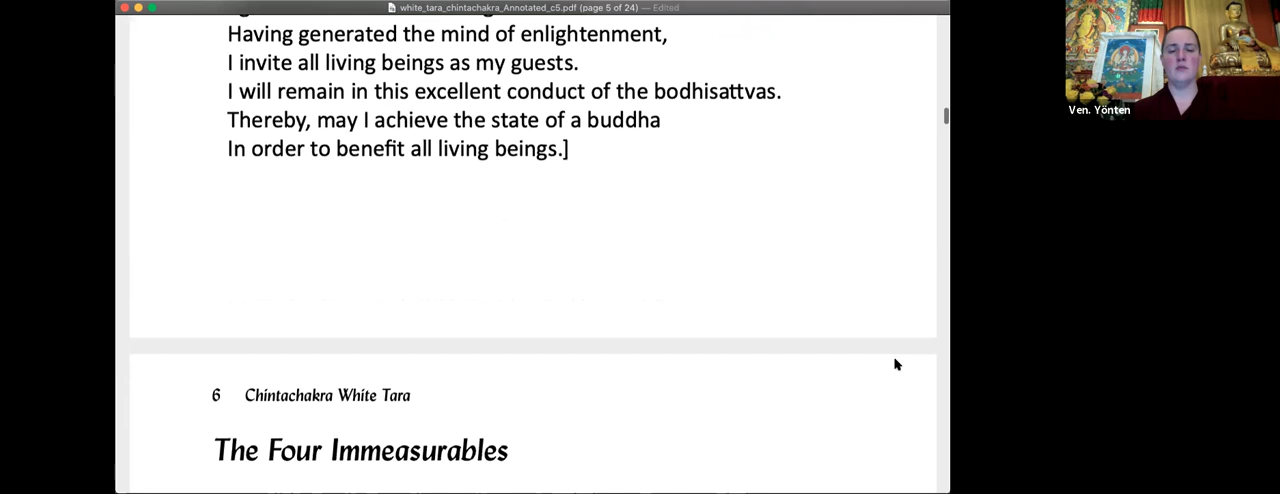 white_tara_chintachakra_Annotated_c5.pdf (page 5 of 24) — Edited
Having generated the mind of enlightenment,
I invite all living beings as my guests.
I will remain in this excellent conduct of the bodhisattvas.
Thereby, may I achieve the state of a buddha
In order to benefit all living beings.]
6 Chintachakra White Tara
The Four Immeasurables
Ven. Yönten